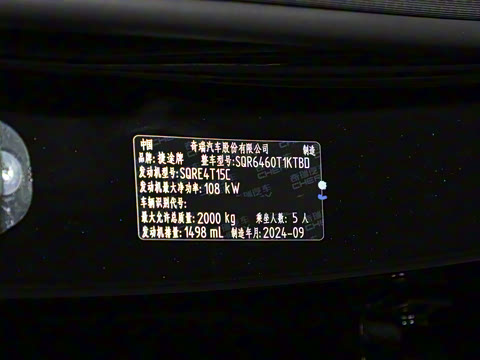 中国 奇瑞汽车股份有限公司 制造
品牌: 捷途牌 整车型号: SQR6460T1KTBD
发动机型号: SQRE4T15C
发动机最大净功率: 108 kW
车辆识别代号:
最大允许总质量: 2000 kg 乘坐人数: 5 人
发动机排量: 1498 mL 制造年月: 2024-09